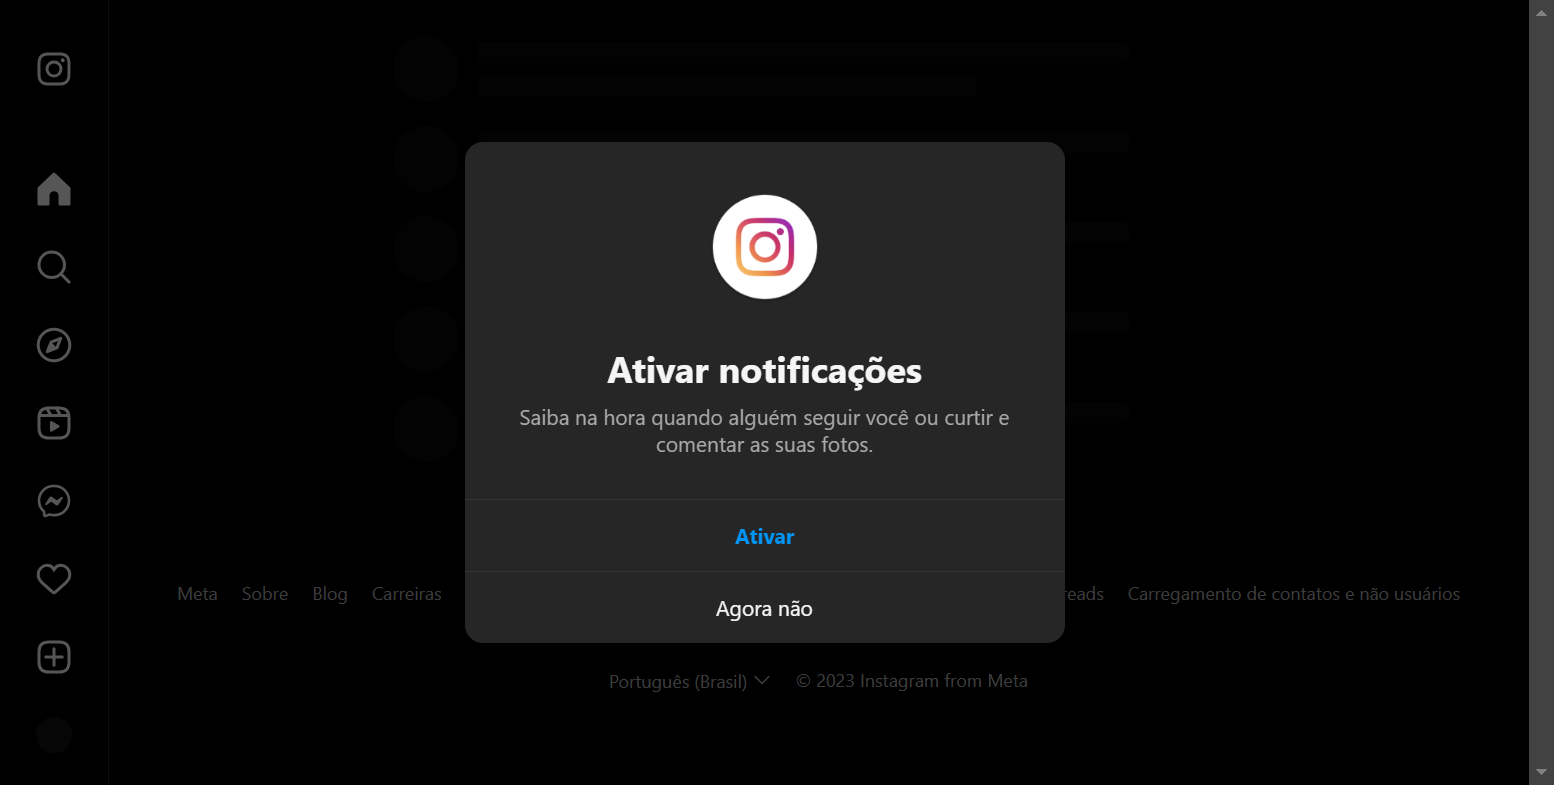 Ativar notificações
Saiba na hora quando alguém seguir você ou curtir e
comentar as suas fotos.
Ativar
Agora não
Meta Sobre Blog Carreiras reads Carregamento de contatos e não usuários
Português (Brasil) © 2023 Instagram from Meta